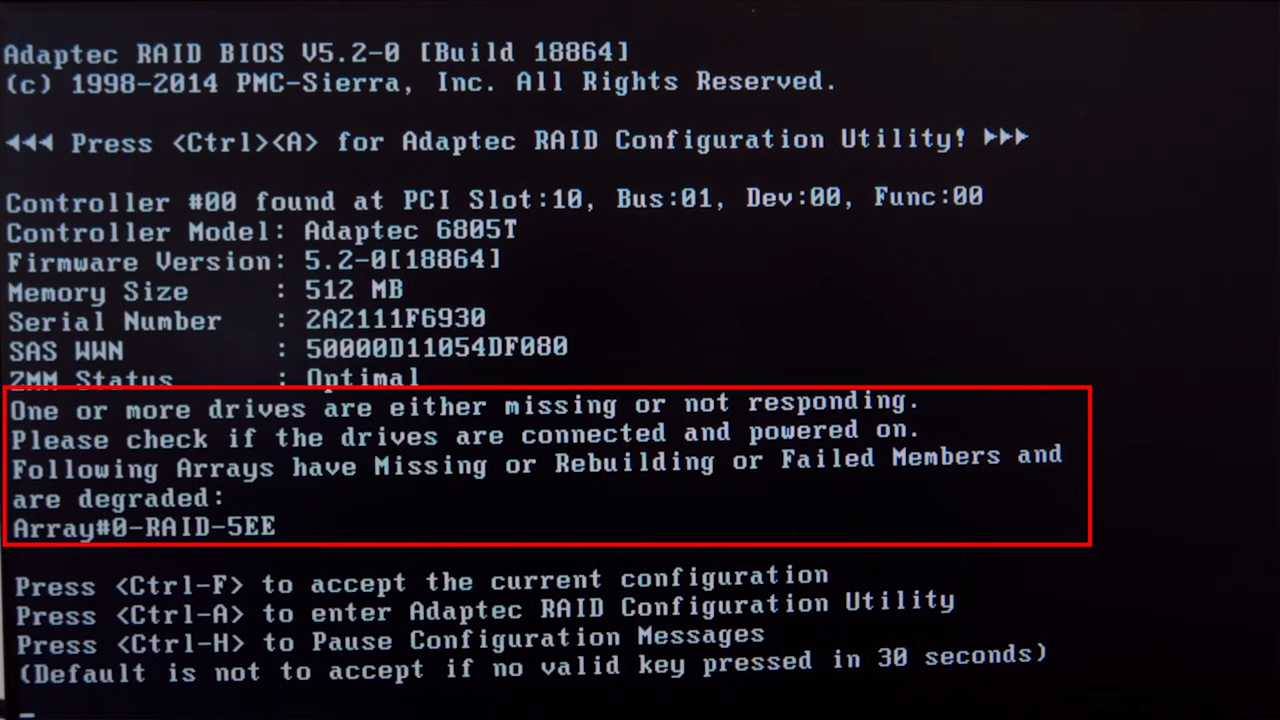 Adaptec RAID BIOS V5.2-0 [Build 18864]
(c) 1998-2014 PMC-Sierra, Inc. All Rights Reserved.
◄◄◄ Press <Ctrl><A> for Adaptec RAID Configuration Utility! ►►►
Controller #00 found at PCI Slot:10, Bus:01, Dev:00, Func:00
Controller Model: Adaptec 6805T
Firmware Version: 5.2-0[18864]
Memory Size : 512 MB
Serial Number : 2A2111F6930
SAS WWN : 50000D11054DF080
ZMM Status : Optimal
One or more drives are either missing or not responding.
Please check if the drives are connected and powered on.
Following Arrays have Missing or Rebuilding or Failed Members and
are degraded:
Array#0-RAID-5EE
Press <Ctrl-F> to accept the current configuration
Press <Ctrl-A> to enter Adaptec RAID Configuration Utility
Press <Ctrl-H> to Pause Configuration Messages
(Default is not to accept if no valid key pressed in 30 seconds)